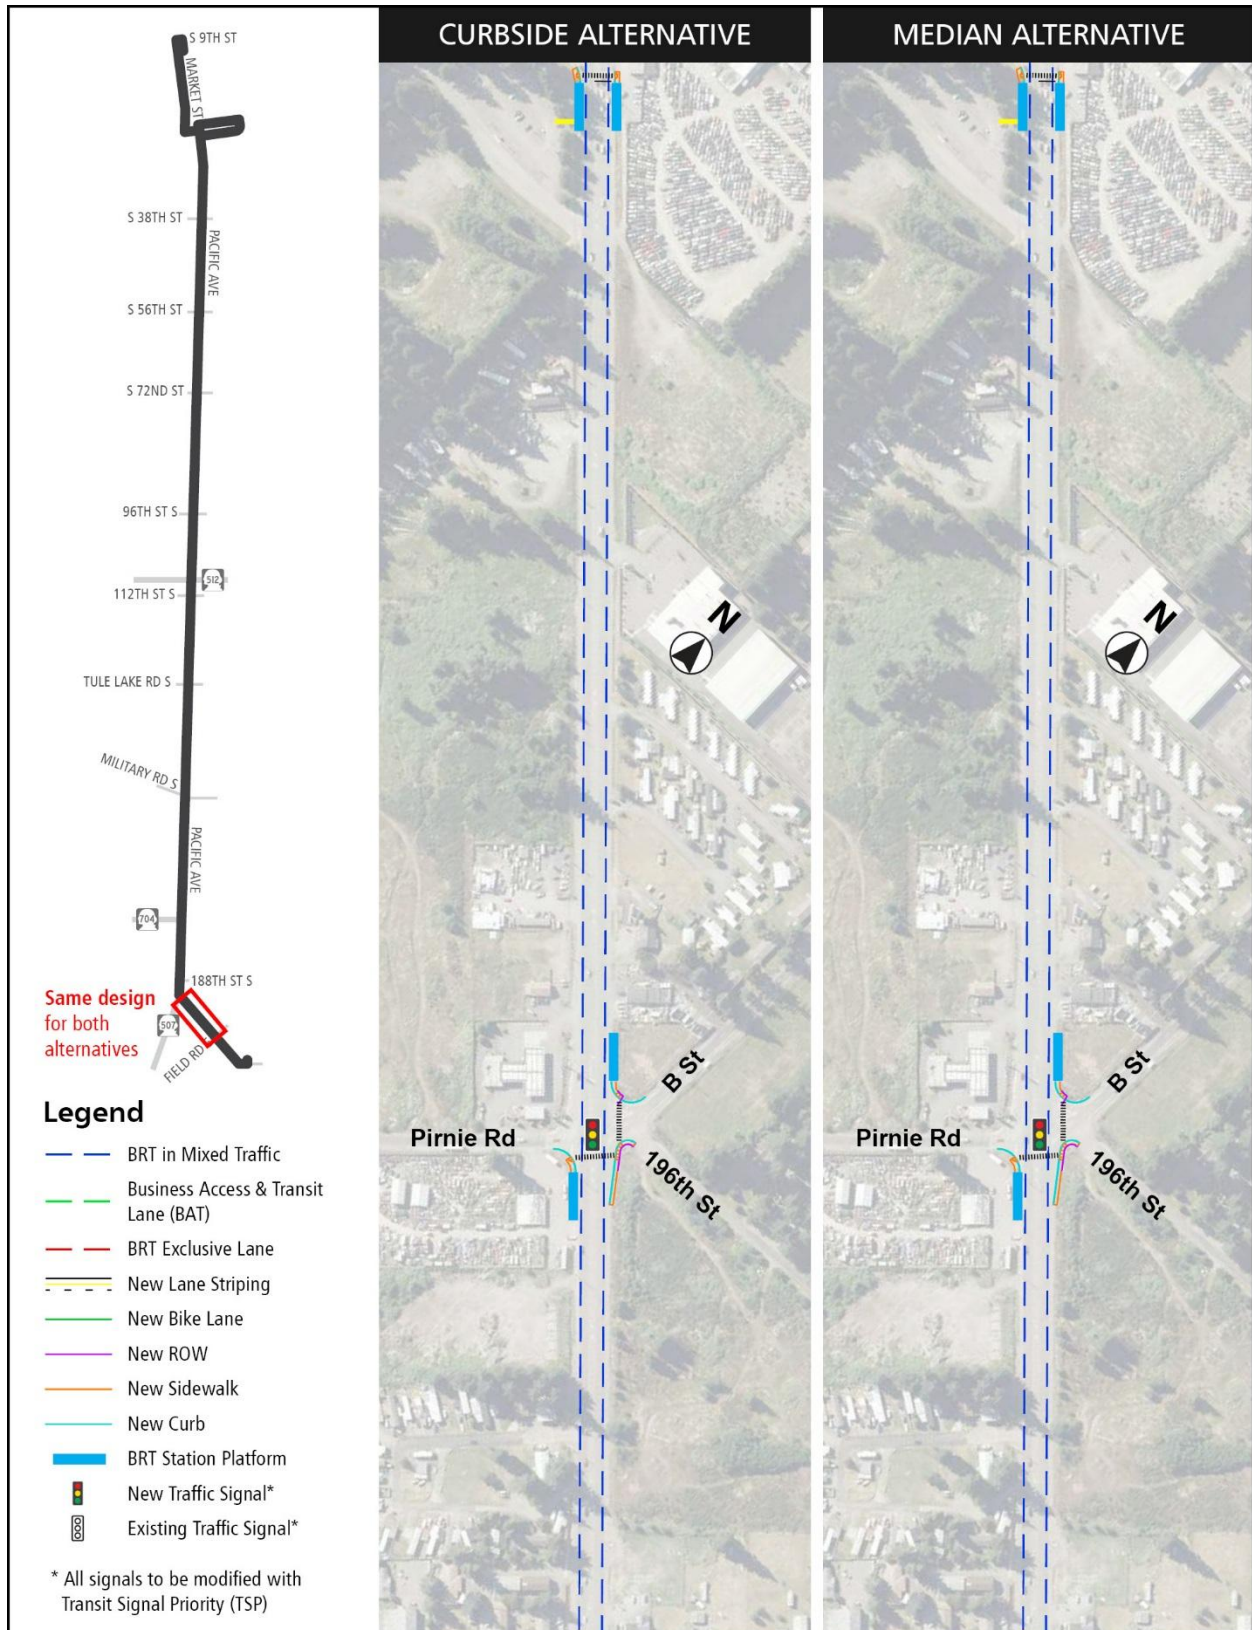 S 9TH ST
MARKET ST
S 38TH ST
PACIFIC AVE
S 56TH ST
S 72ND ST
96TH ST S
512
112TH ST S
TULE LAKE RD S
MILITARY RD S
PACIFIC AVE
704
188TH ST S
Same design
for both
alternatives
507
FIELD RD
Legend
BRT in Mixed Traffic
Business Access & Transit
Lane (BAT)
BRT Exclusive Lane
New Lane Striping
New Bike Lane
New ROW
New Sidewalk
New Curb
BRT Station Platform
New Traffic Signal*
Existing Traffic Signal*
* All signals to be modified with
Transit Signal Priority (TSP)
CURBSIDE ALTERNATIVE
N
B St
Pirnie Rd
196th St
MEDIAN ALTERNATIVE
N
B St
Pirnie Rd
196th St